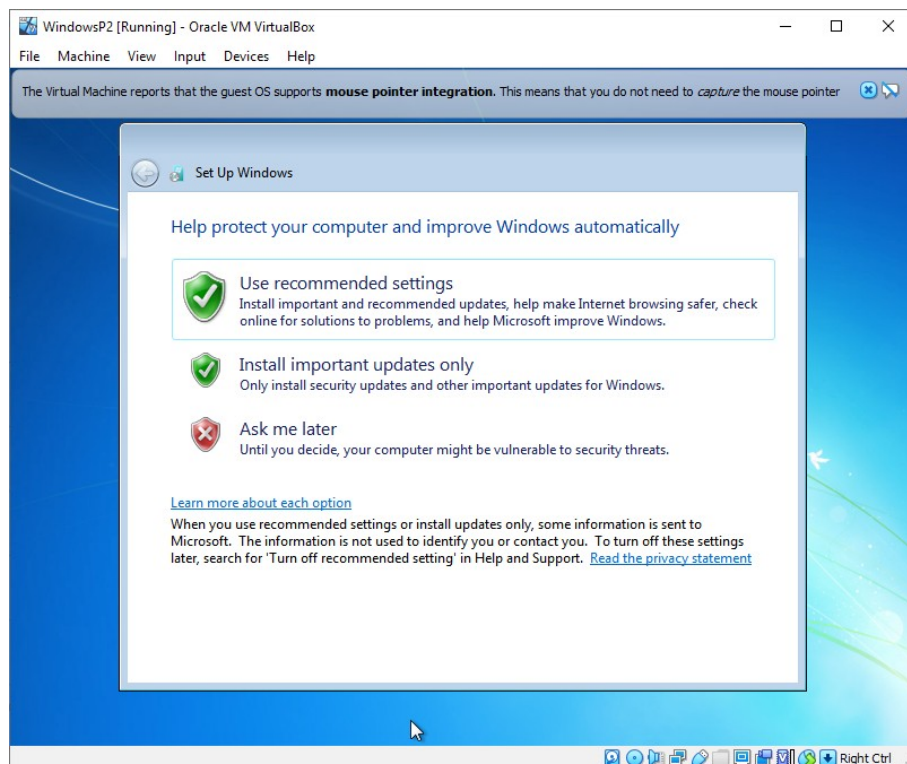 WindowsP2 [Running] - Oracle VM VirtualBox
File Machine View Input Devices Help
The Virtual Machine reports that the guest OS supports mouse pointer integration. This means that you do not need to capture the mouse pointer
Set Up Windows
Help protect your computer and improve Windows automatically
Use recommended settings
Install important and recommended updates, help make Internet browsing safer, check
online for solutions to problems, and help Microsoft improve Windows.
Install important updates only
Only install security updates and other important updates for Windows.
Ask me later
Until you decide, your computer might be vulnerable to security threats.
Learn more about each option
When you use recommended settings or install updates only, some information is sent to
Microsoft. The information is not used to identify you or contact you. To turn off these settings
later, search for 'Turn off recommended setting' in Help and Support. Read the privacy statement
Right Ctrl